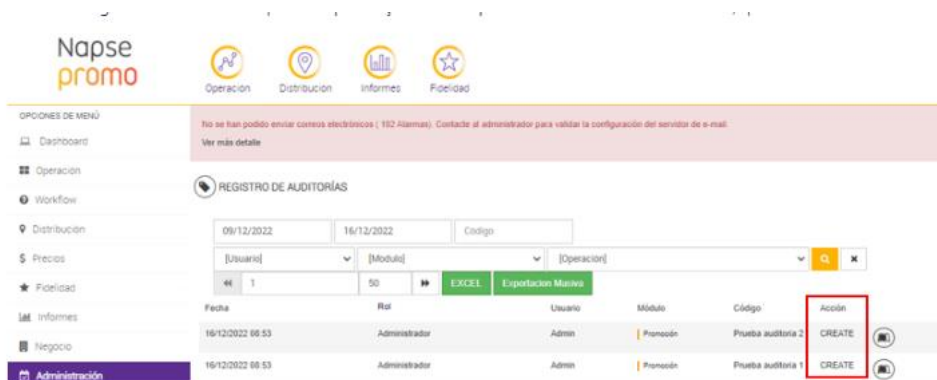 Napse
promo
Operación
Distribución
Informes
Fidelidad
OPCIONES DE MENÚ
Dashboard
Operación
Workflow
Distribución
Precios
Fidelidad
Informes
Negocio
Administración
No se han podido enviar correos electrónicos ( 102 Alarmas). Contacte al administrador para validar la configuración del servidor de e-mail.
Ver más detalle
REGISTRO DE AUDITORÍAS
09/12/2022 16/12/2022 Código
[Usuario] [Modulo] [Operación]
1 50 EXCEL Exportacion Masiva
Fecha Rol Usuario Módulo Código Acción
16/12/2022 08:53 Administrador Admin Promoción Prueba auditoria 2 CREATE
16/12/2022 08:53 Administrador Admin Promoción Prueba auditoria 1 CREATE